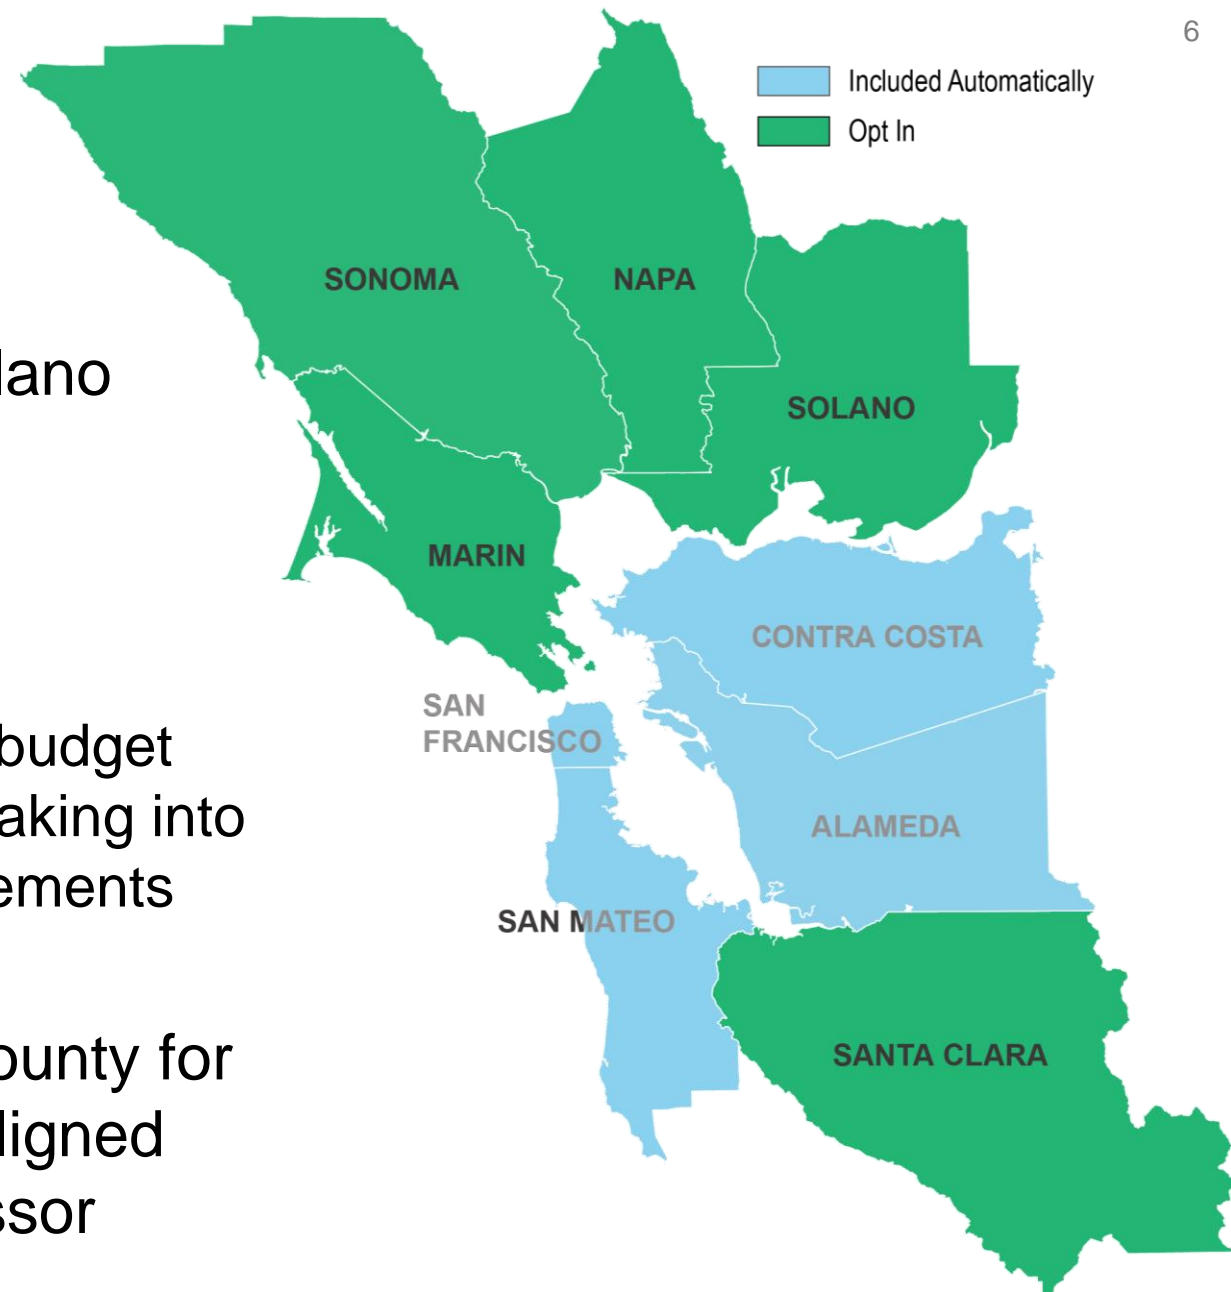 6
Included Automatically
Opt In
SONOMA
NAPA
lano
SOLANO
MARIN
CONTRA COSTA
SAN
FRANCISCO
budget
aking into
ements
ALAMEDA
SAN MATEO
ounty for
ligned
ssor
SANTA CLARA